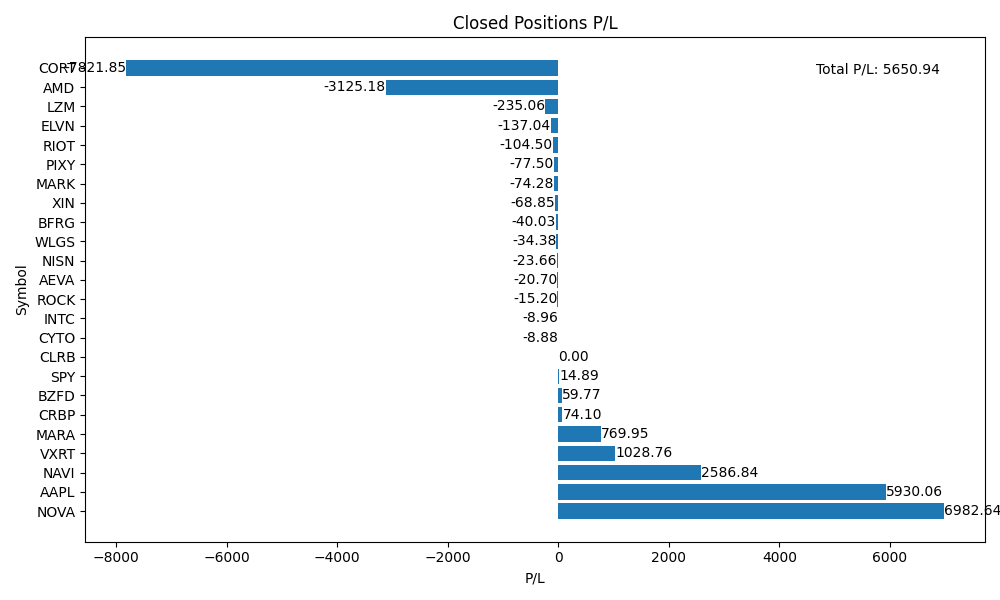 Closed Positions P/L
Total P/L: 5650.94
CORT -7821.85
AMD -3125.18
LZM -235.06
ELVN -137.04
RIOT -104.50
PIXY -77.50
MARK -74.28
XIN -68.85
BFRG -40.03
WLGS -34.38
NISN -23.66
AEVA -20.70
ROCK -15.20
INTC -8.96
CYTO -8.88
CLRB 0.00
SPY 14.89
BZFD 59.77
CRBP 74.10
MARA 769.95
VXRT 1028.76
NAVI 2586.84
AAPL 5930.06
NOVA 6982.64
Symbol
−8000 −6000 −4000 −2000 0 2000 4000 6000
P/L